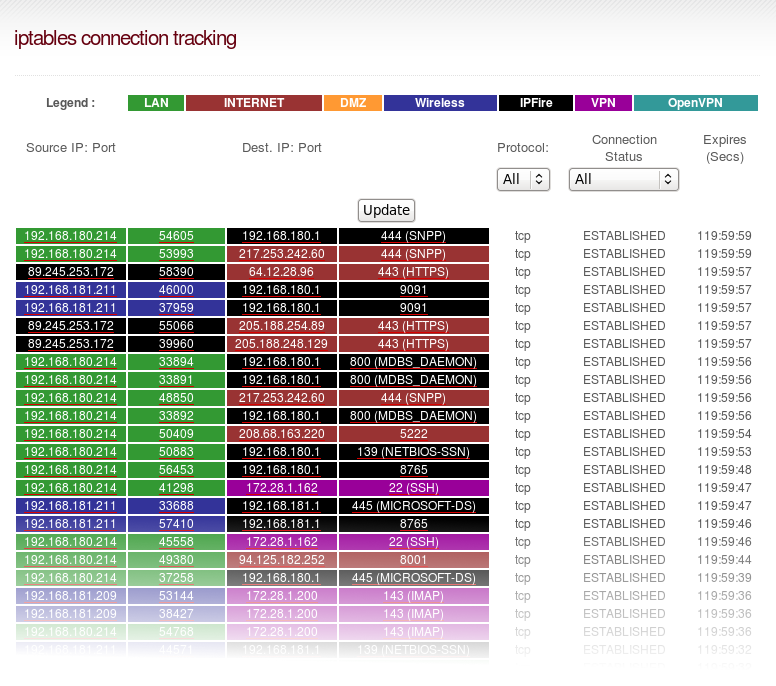 iptables connection tracking
Legend : LAN INTERNET DMZ Wireless IPFire VPN OpenVPN
Source IP: Port Dest. IP: Port Protocol: Connection Status Expires (Secs)
All All
Update
192.168.180.214 54605 192.168.180.1 444 (SNPP) tcp ESTABLISHED 119:59:59
192.168.180.214 53993 217.253.242.60 444 (SNPP) tcp ESTABLISHED 119:59:59
89.245.253.172 58390 64.12.28.96 443 (HTTPS) tcp ESTABLISHED 119:59:57
192.168.181.211 46000 192.168.180.1 9091 tcp ESTABLISHED 119:59:57
192.168.181.211 37959 192.168.180.1 9091 tcp ESTABLISHED 119:59:57
89.245.253.172 55066 205.188.254.89 443 (HTTPS) tcp ESTABLISHED 119:59:57
89.245.253.172 39960 205.188.248.129 443 (HTTPS) tcp ESTABLISHED 119:59:57
192.168.180.214 33894 192.168.180.1 800 (MDBS_DAEMON) tcp ESTABLISHED 119:59:56
192.168.180.214 33891 192.168.180.1 800 (MDBS_DAEMON) tcp ESTABLISHED 119:59:56
192.168.180.214 48850 217.253.242.60 444 (SNPP) tcp ESTABLISHED 119:59:56
192.168.180.214 33892 192.168.180.1 800 (MDBS_DAEMON) tcp ESTABLISHED 119:59:56
192.168.180.214 50409 208.68.163.220 5222 tcp ESTABLISHED 119:59:54
192.168.180.214 50883 192.168.180.1 139 (NETBIOS-SSN) tcp ESTABLISHED 119:59:53
192.168.180.214 56453 192.168.180.1 8765 tcp ESTABLISHED 119:59:48
192.168.180.214 41298 172.28.1.162 22 (SSH) tcp ESTABLISHED 119:59:47
192.168.181.211 33688 192.168.181.1 445 (MICROSOFT-DS) tcp ESTABLISHED 119:59:47
192.168.181.211 57410 192.168.181.1 8765 tcp ESTABLISHED 119:59:46
192.168.180.214 45558 172.28.1.162 22 (SSH) tcp ESTABLISHED 119:59:46
192.168.180.214 49380 94.125.182.252 8001 tcp ESTABLISHED 119:59:44
192.168.180.214 37258 192.168.180.1 445 (MICROSOFT-DS) tcp ESTABLISHED 119:59:39
192.168.181.209 53144 172.28.1.200 143 (IMAP) tcp ESTABLISHED 119:59:36
192.168.181.209 38427 172.28.1.200 143 (IMAP) tcp ESTABLISHED 119:59:36
192.168.180.214 54768 172.28.1.200 143 (IMAP) tcp ESTABLISHED 119:59:36
192.168.181.211 44571 192.168.181.1 139 (NETBIOS-SSN) tcp ESTABLISHED 119:59:32